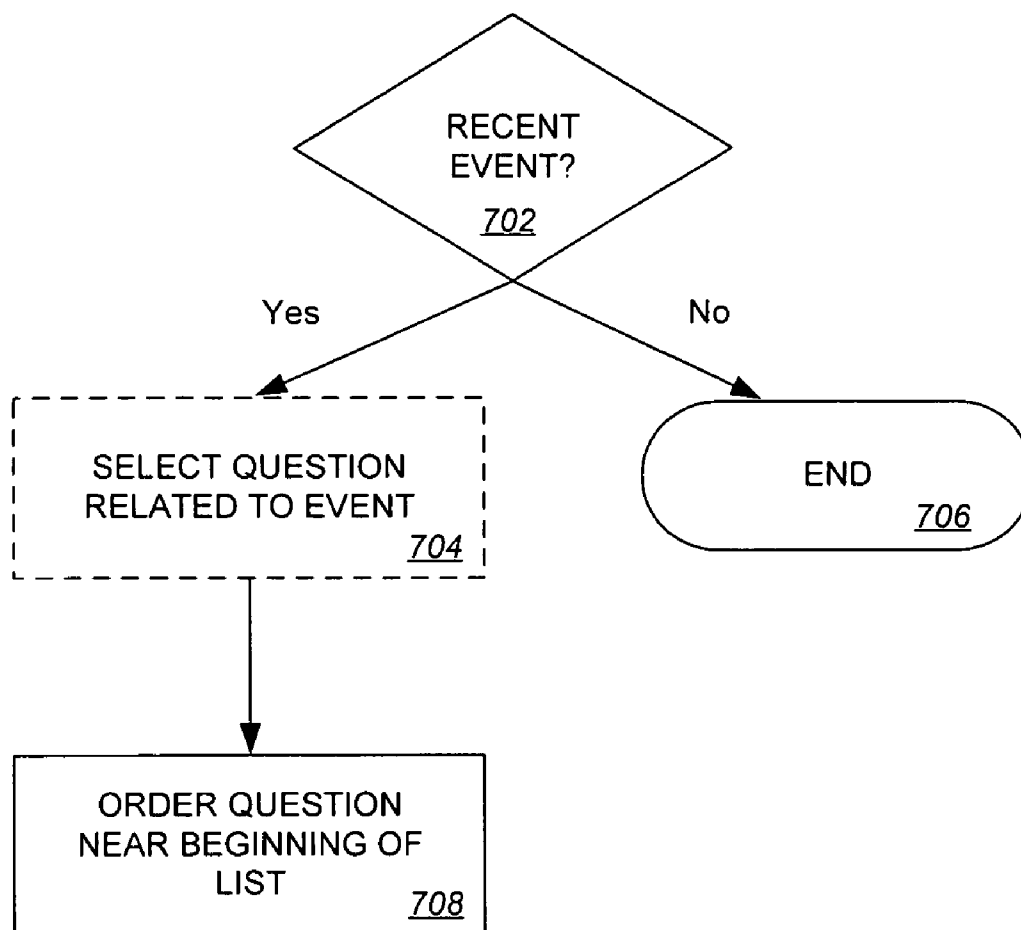 RECENT
EVENT?
702
Yes
No
SELECT QUESTION
RELATED TO EVENT
704
END
706
ORDER QUESTION
NEAR BEGINNING OF
LIST
708